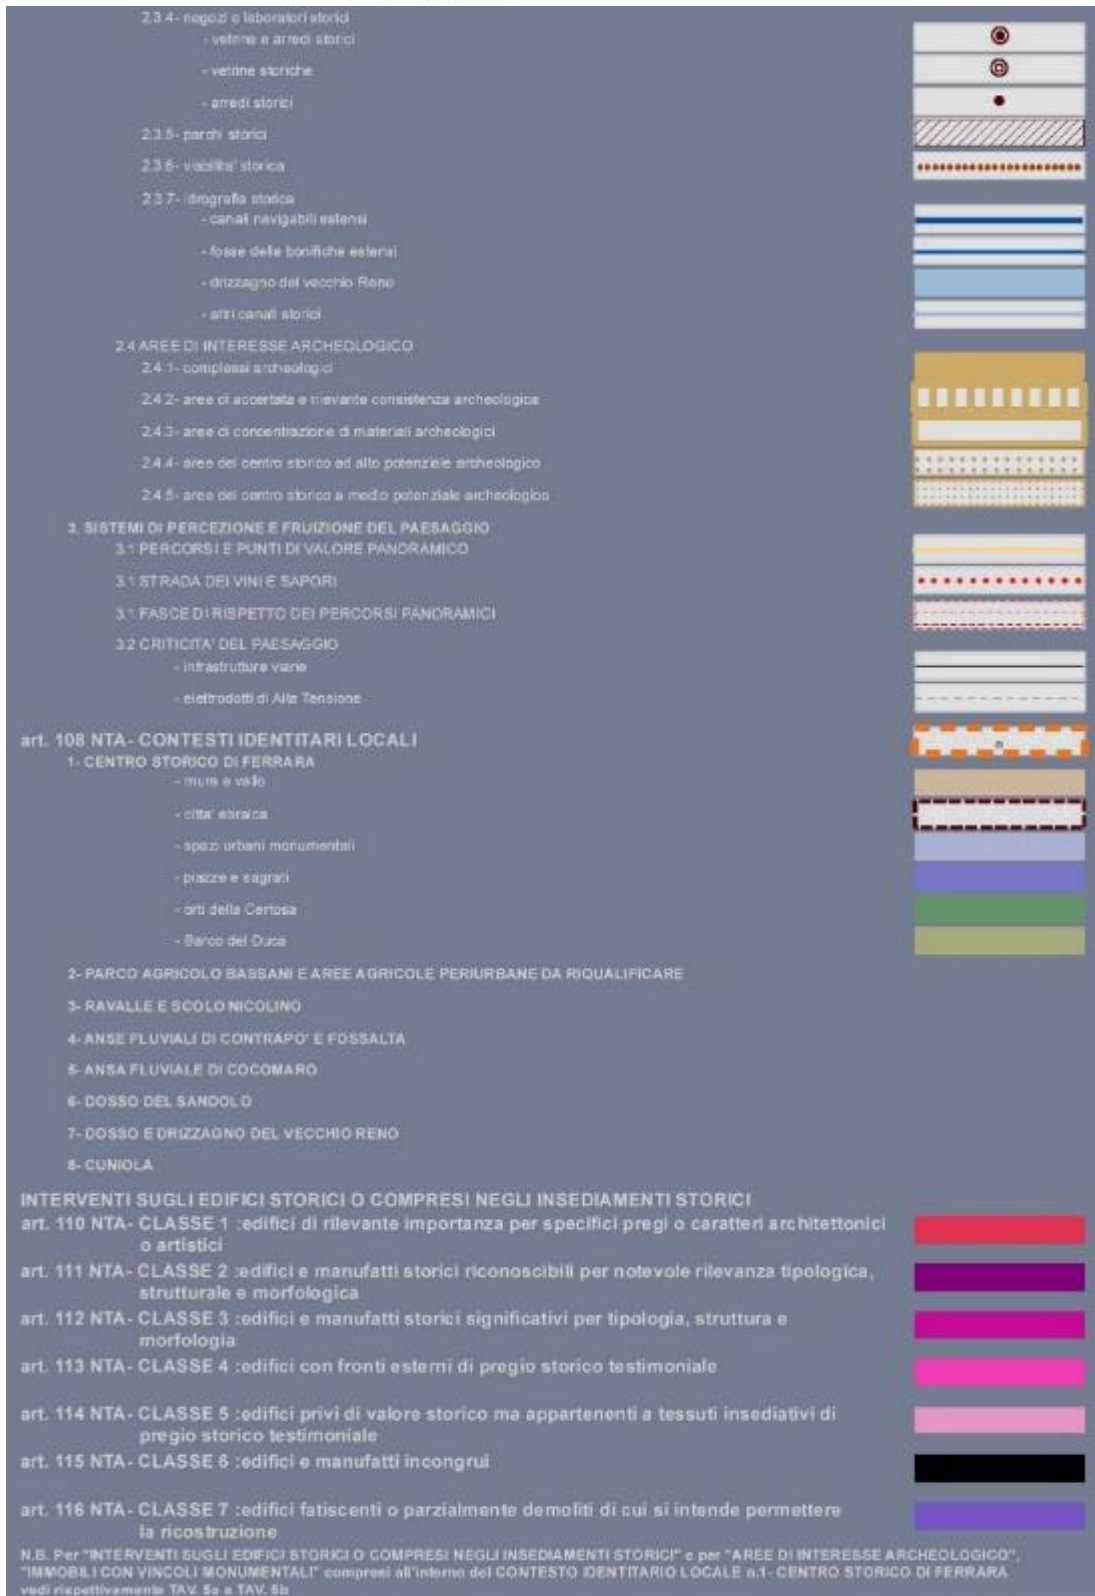 2.3.4- negozi e laboratori storici
- vetrine e arredi storici
- vetrine storiche
- arredi storici
2.3.5- parchi storici
2.3.6- viabilita' storica
2.3.7- idrografia storica
- canali navigabili estensi
- fosse delle bonifiche estensi
- drizzagno del vecchio Reno
- altri canali storici
2.4 AREE DI INTERESSE ARCHEOLOGICO
2.4.1- complessi archeologici
2.4.2- aree di accertata e rilevante consistenza archeologica
2.4.3- aree di concentrazione di materiali archeologici
2.4.4- aree del centro storico ad alto potenziale archeologico
2.4.5- aree del centro storico a medio potenziale archeologico
3. SISTEMI DI PERCEZIONE E FRUIZIONE DEL PAESAGGIO
3.1 PERCORSI E PUNTI DI VALORE PANORAMICO
3.1 STRADA DEI VINI E SAPORI
3.1 FASCE DI RISPETTO DEI PERCORSI PANORAMICI
3.2 CRITICITA' DEL PAESAGGIO
- infrastrutture viarie
- elettrodotti di Alta Tensione
art. 108 NTA- CONTESTI IDENTITARI LOCALI
n
1- CENTRO STORICO DI FERRARA
- mura e vallo
- citta' ebraica
- spazi urbani monumentali
- piazze e sagrati
- orti della Certosa
- Barco del Duca
2- PARCO AGRICOLO BASSANI E AREE AGRICOLE PERIURBANE DA RIQUALIFICARE
3- RAVALLE E SCOLO NICOLINO
4- ANSE FLUVIALI DI CONTRAPO' E FOSSALTA
5- ANSA FLUVIALE DI COCOMARO
6- DOSSO DEL SANDOLO
7- DOSSO E DRIZZAGNO DEL VECCHIO RENO
8- CUNIOLA
INTERVENTI SUGLI EDIFICI STORICI O COMPRESI NEGLI INSEDIAMENTI STORICI
art. 110 NTA- CLASSE 1 :edifici di rilevante importanza per specifici pregi o caratteri architettonici
o artistici
art. 111 NTA- CLASSE 2 :edifici e manufatti storici riconoscibili per notevole rilevanza tipologica,
strutturale e morfologica
art. 112 NTA- CLASSE 3 :edifici e manufatti storici significativi per tipologia, struttura e
morfologia
art. 113 NTA- CLASSE 4 :edifici con fronti esterni di pregio storico testimoniale
art. 114 NTA- CLASSE 5 :edifici privi di valore storico ma appartenenti a tessuti insediativi di
pregio storico testimoniale
art. 115 NTA- CLASSE 6 :edifici e manufatti incongrui
art. 116 NTA- CLASSE 7 :edifici fatiscenti o parzialmente demoliti di cui si intende permettere
la ricostruzione
N.B. Per "INTERVENTI SUGLI EDIFICI STORICI O COMPRESI NEGLI INSEDIAMENTI STORICI" e per "AREE DI INTERESSE ARCHEOLOGICO",
"IMMOBILI CON VINCOLI MONUMENTALI" compresi all'interno del CONTESTO IDENTITARIO LOCALE n.1- CENTRO STORICO DI FERRARA
vedi rispettivamente TAV. 5a e TAV. 5b